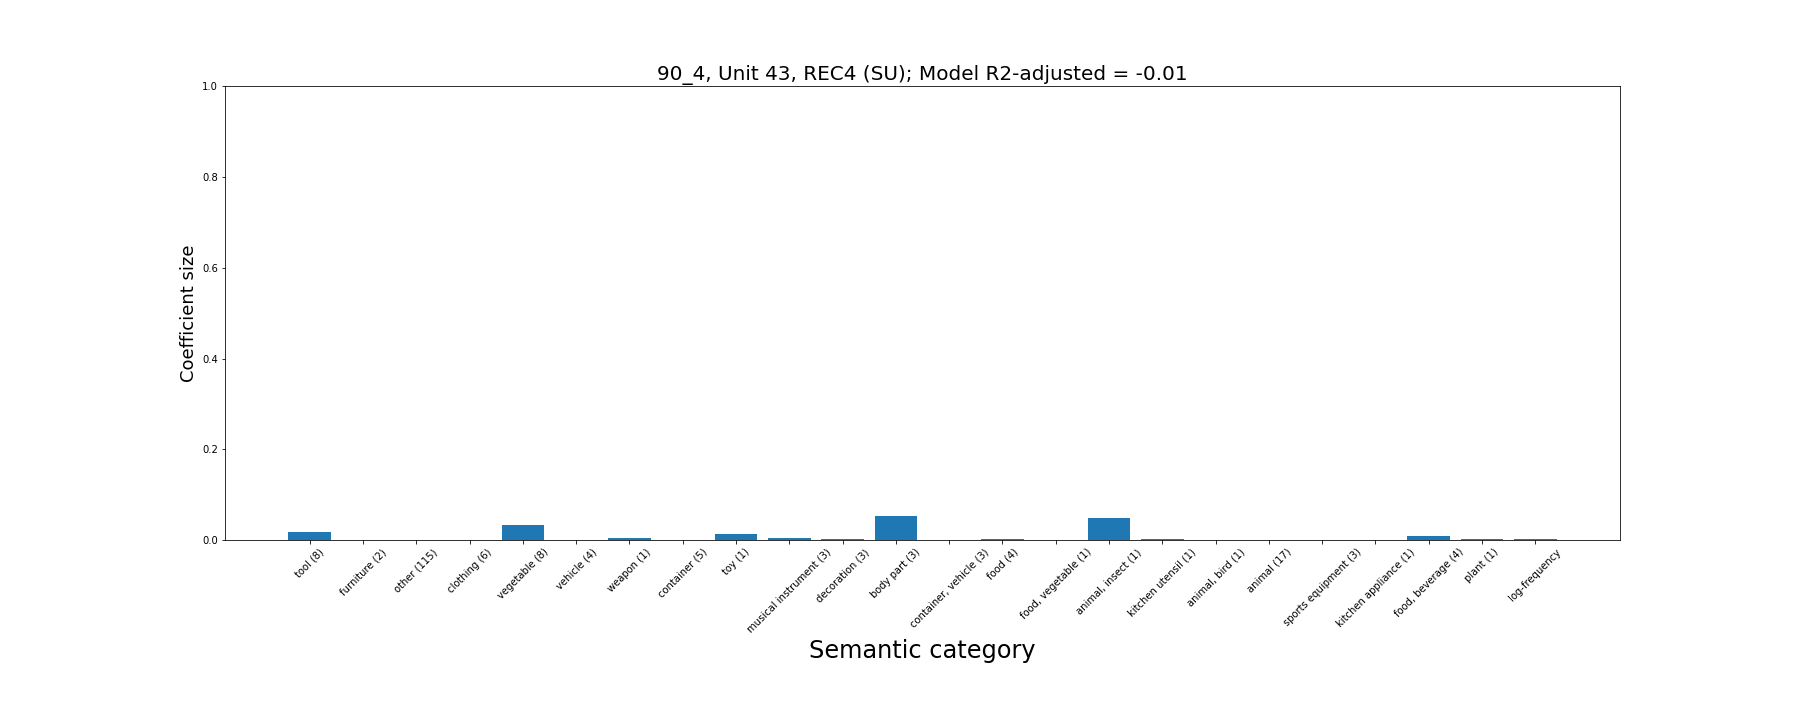 90_4, Unit 43, REC4 (SU); Model R2-adjusted = -0.01
1.0
0.8
0.6
0.4
0.2
0.0
Coefficient size
tool (8)
furniture (2)
other (115)
clothing (6)
vegetable (8)
vehicle (4)
weapon (1)
container (5)
toy (1)
musical instrument (3)
decoration (3)
body part (3)
container, vehicle (3)
food (4)
food, vegetable (1)
animal, insect (1)
kitchen utensil (1)
animal, bird (1)
animal (17)
sports equipment (3)
kitchen appliance (1)
food, beverage (4)
plant (1)
log-frequency
Semantic category